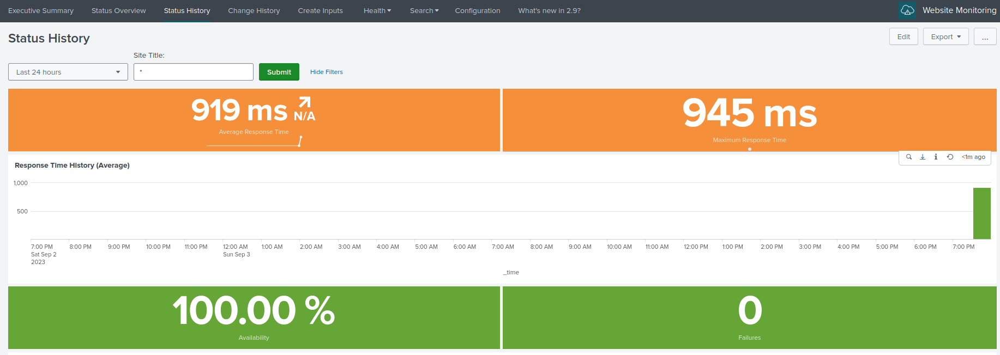 Executive Summary Status Overview Status History Change History Create Inputs Health Search Configuration What's new in 2.9? Website Monitoring
Status History
Edit Export ...
Site Title:
Last 24 hours * Submit Hide Filters
919 ms N/A
Average Response Time
945 ms
Maximum Response Time
<1m ago
Response Time History (Average)
1,000
500
7:00 PM 8:00 PM 9:00 PM 10:00 PM 11:00 PM 12:00 AM 1:00 AM 2:00 AM 3:00 AM 4:00 AM 5:00 AM 6:00 AM 7:00 AM 8:00 AM 9:00 AM 10:00 AM 11:00 AM 12:00 PM 1:00 PM 2:00 PM 3:00 PM 4:00 PM 5:00 PM 6:00 PM 7:00 PM
Sat Sep 2 Sun Sep 3
2023
_time
100.00 %
Availability
0
Failures